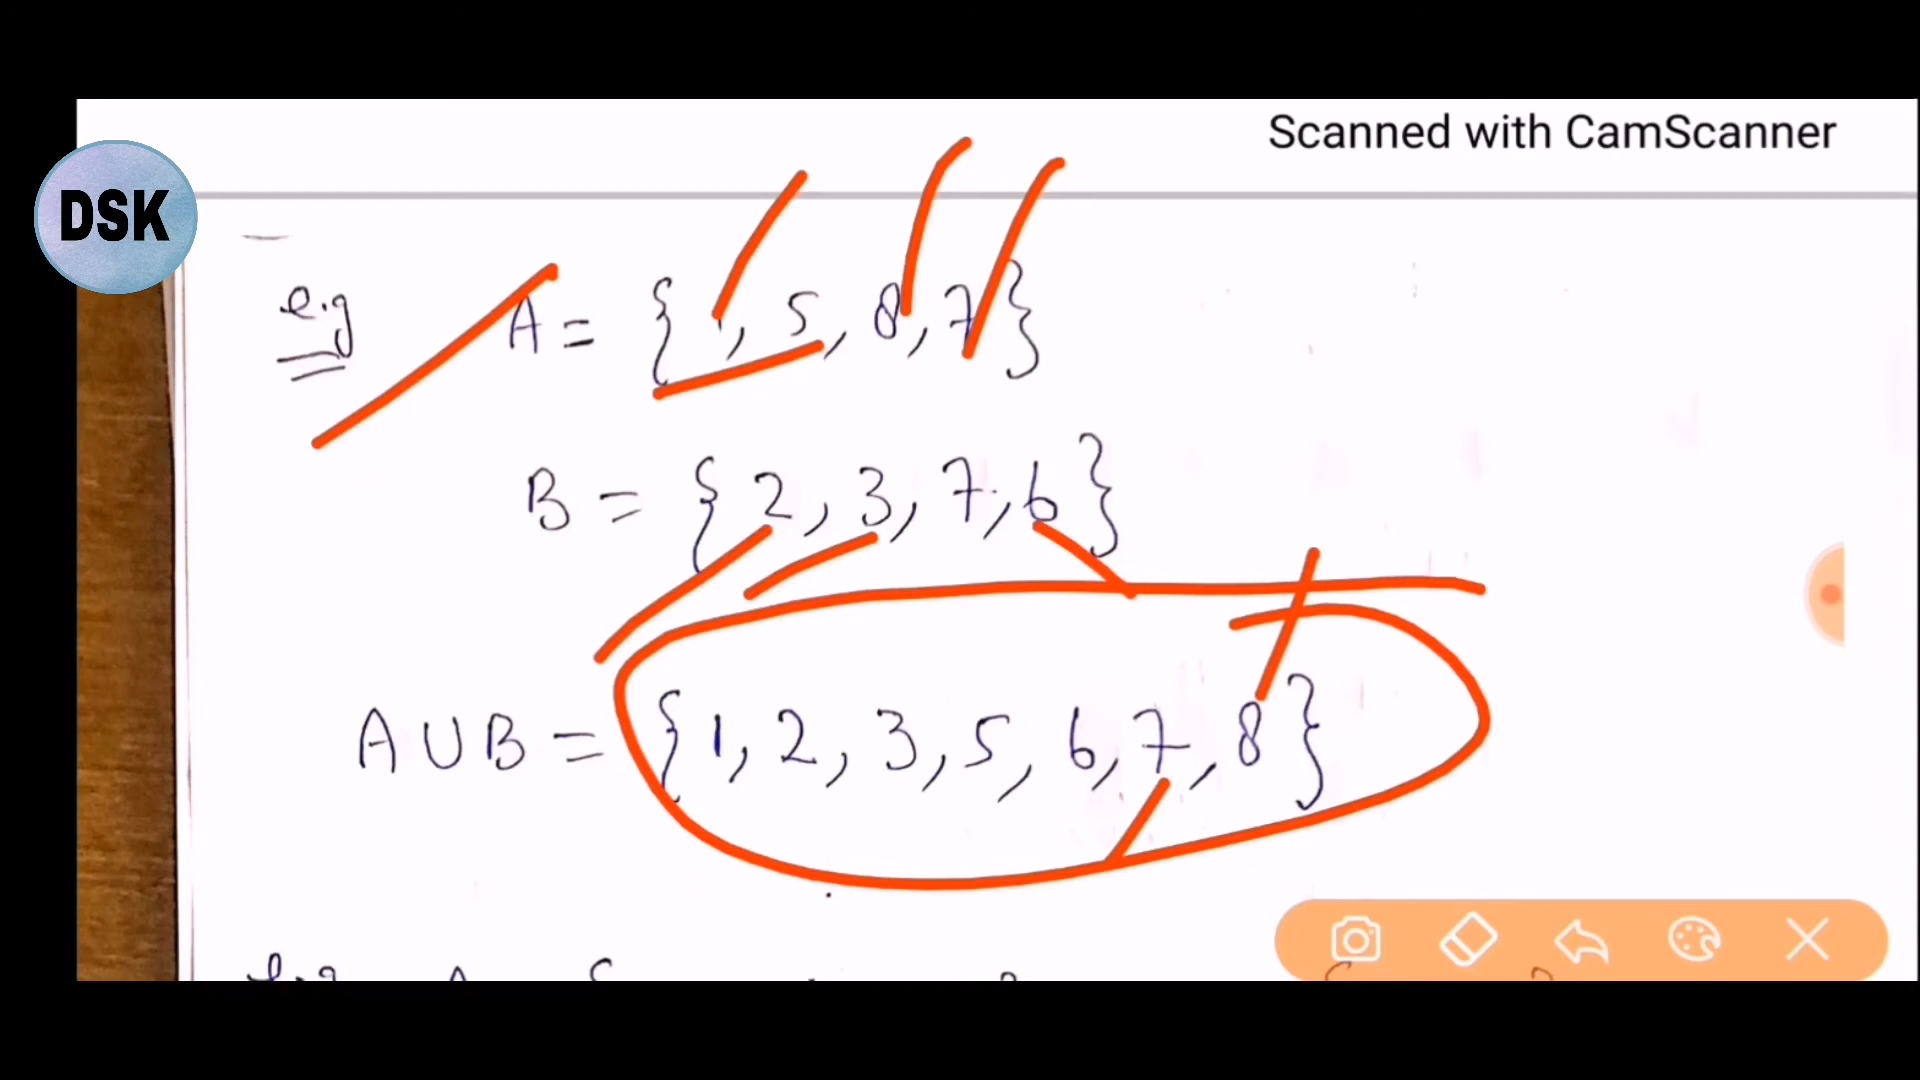 Scanned with CamScanner
DSK
e.g A = { 1, 5, 8, 7 }
B = { 2, 3, 7, 6 }
A ∪ B = { 1, 2, 3, 5, 6, 7, 8 }